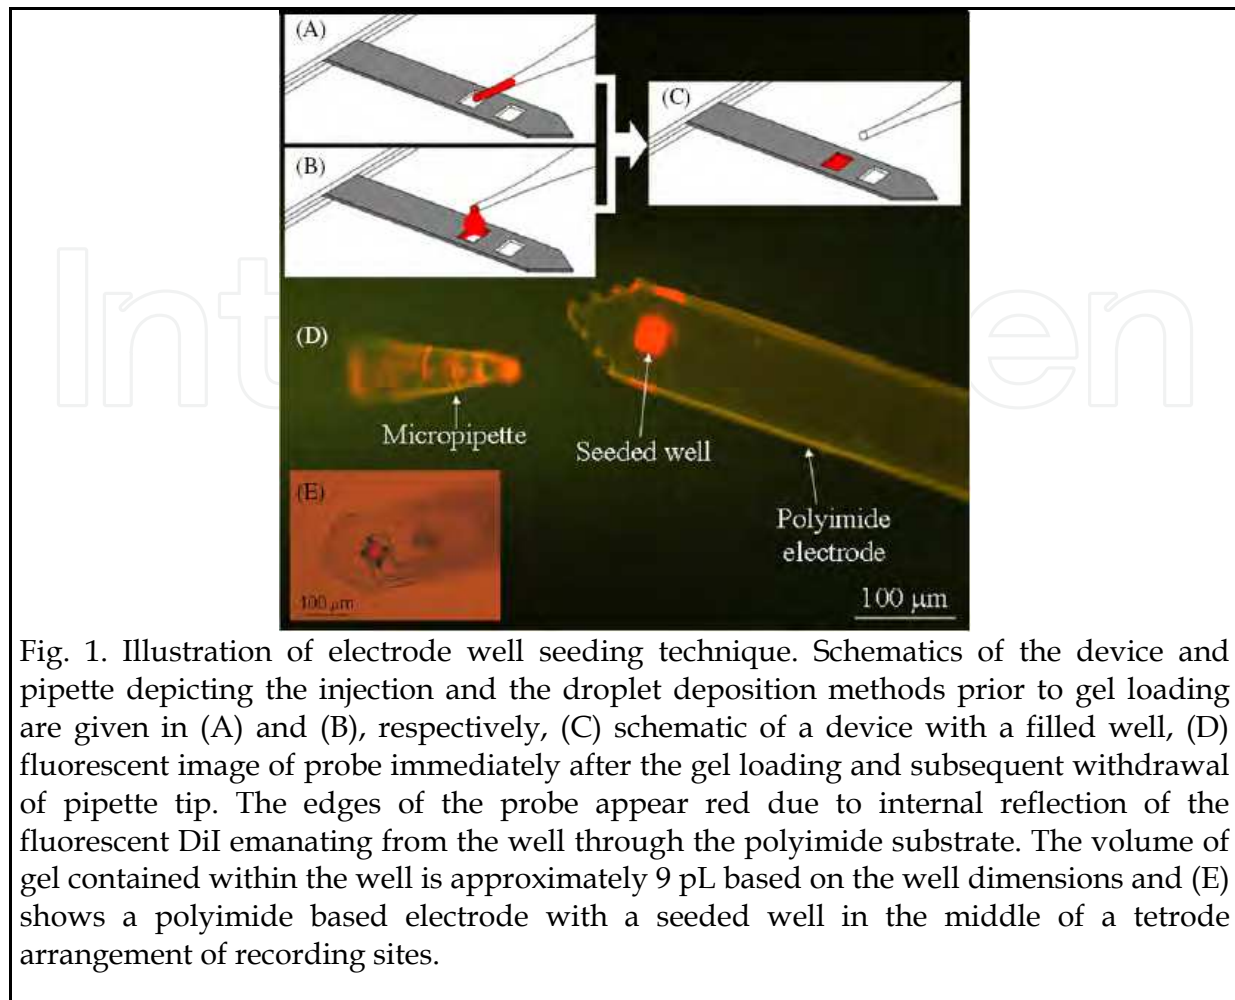 (A)
(B)
(C)
(D)
Micropipette
Seeded well
Polyimide
electrode
100 μm
(E)
100 μm
Fig. 1. Illustration of electrode well seeding technique. Schematics of the device and
pipette depicting the injection and the droplet deposition methods prior to gel loading
are given in (A) and (B), respectively, (C) schematic of a device with a filled well, (D)
fluorescent image of probe immediately after the gel loading and subsequent withdrawal
of pipette tip. The edges of the probe appear red due to internal reflection of the
fluorescent DiI emanating from the well through the polyimide substrate. The volume of
gel contained within the well is approximately 9 pL based on the well dimensions and (E)
shows a polyimide based electrode with a seeded well in the middle of a tetrode
arrangement of recording sites.